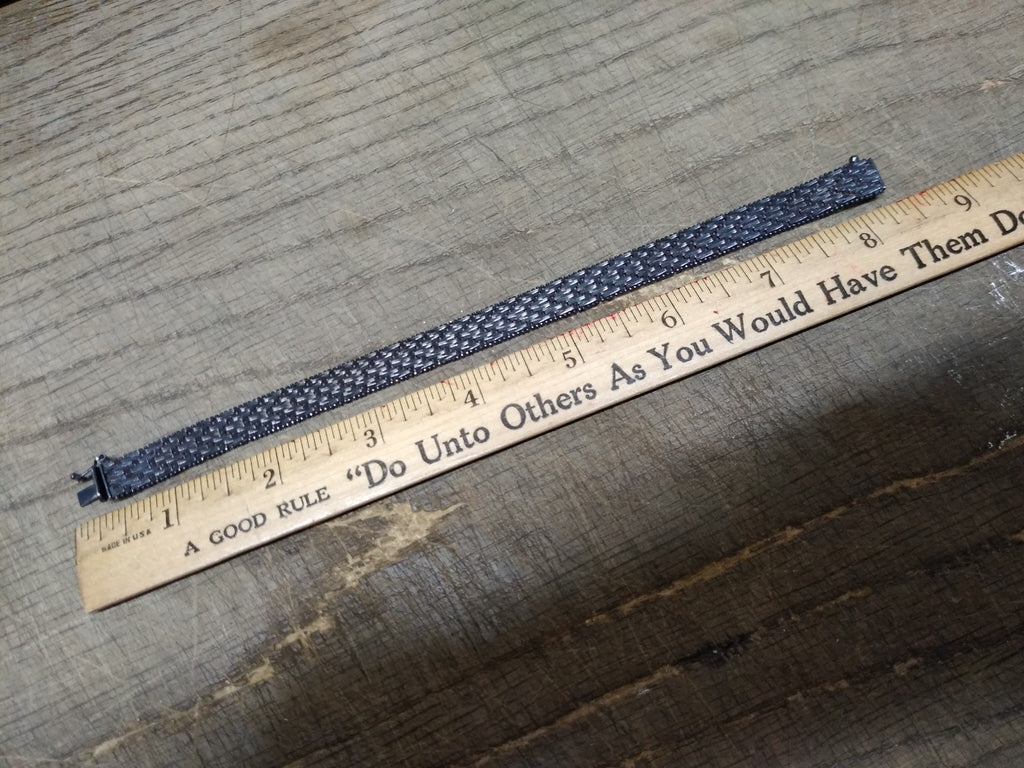 1 2 3 4 5 6 7 8 9
MADE IN U.S.A
A GOOD RULE "Do Unto Others As You Would Have Them Do